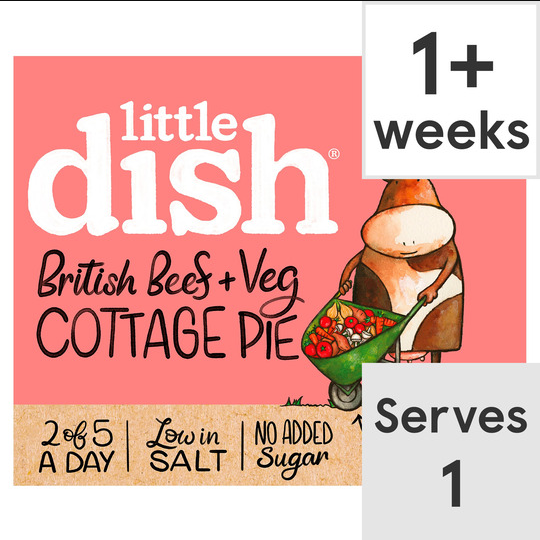 1+
weeks
little
dish®
British Beef + Veg
COTTAGE PIE
2 of 5
A DAY
Low in
SALT
NO ADDED
Sugar
Serves
1